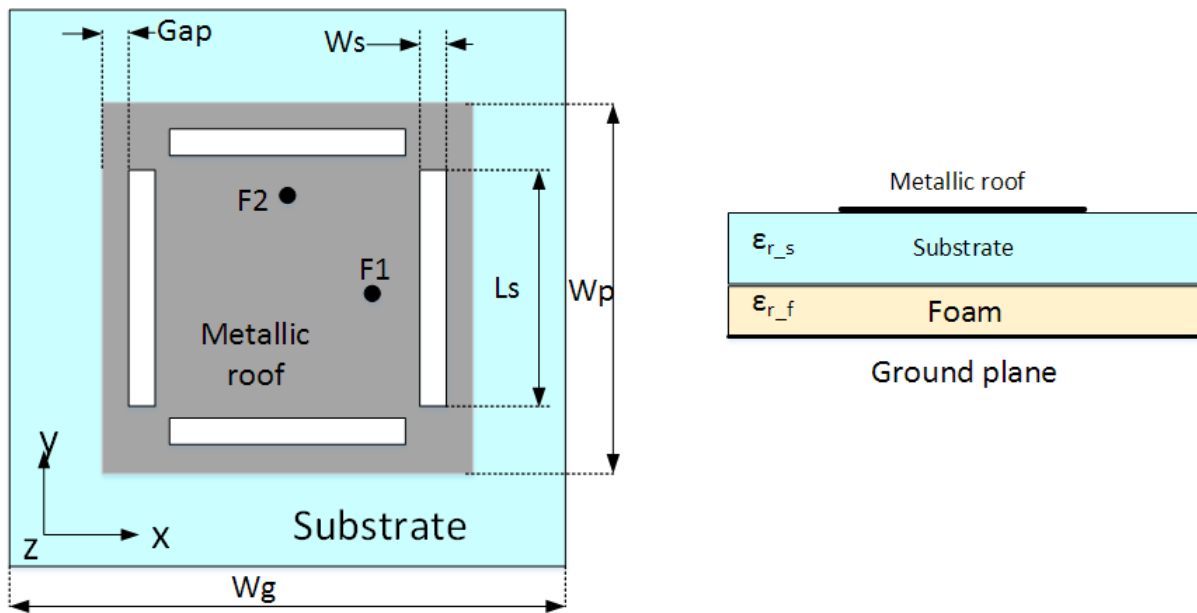 Gap
Ws
F2
F1
Ls
Wp
Metallic
roof
y
x
z
Substrate
Wg
Metallic roof
εr_s
Substrate
εr_f
Foam
Ground plane